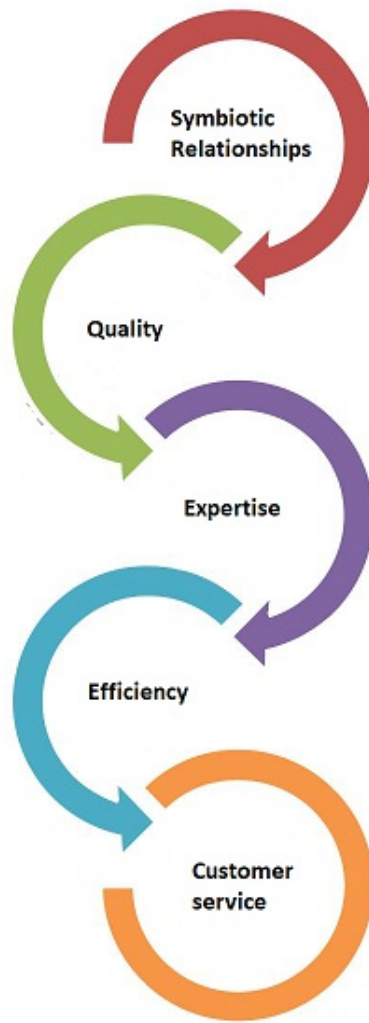 Symbiotic
Relationships
Quality
Expertise
Efficiency
Customer
service